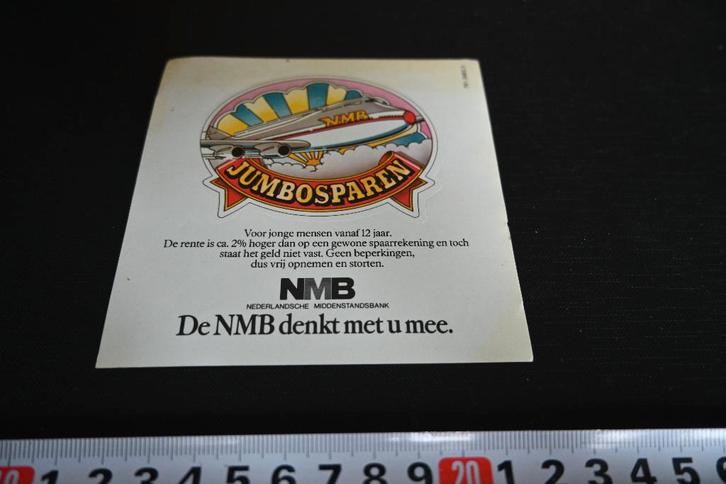 NMB
JUMBOSPAREN
Voor jonge mensen vanaf 12 jaar.
De rente is ca. 2% hoger dan op een gewone spaarrekening en toch
staat het geld niet vast. Geen beperkingen,
dus vrij opnemen en storten.
NMB
NEDERLANDSCHE MIDDENSTANDSBANK
De NMB denkt met u mee.
1 2 3 4 5 6 7 8 9 20 1 2 3 4 5